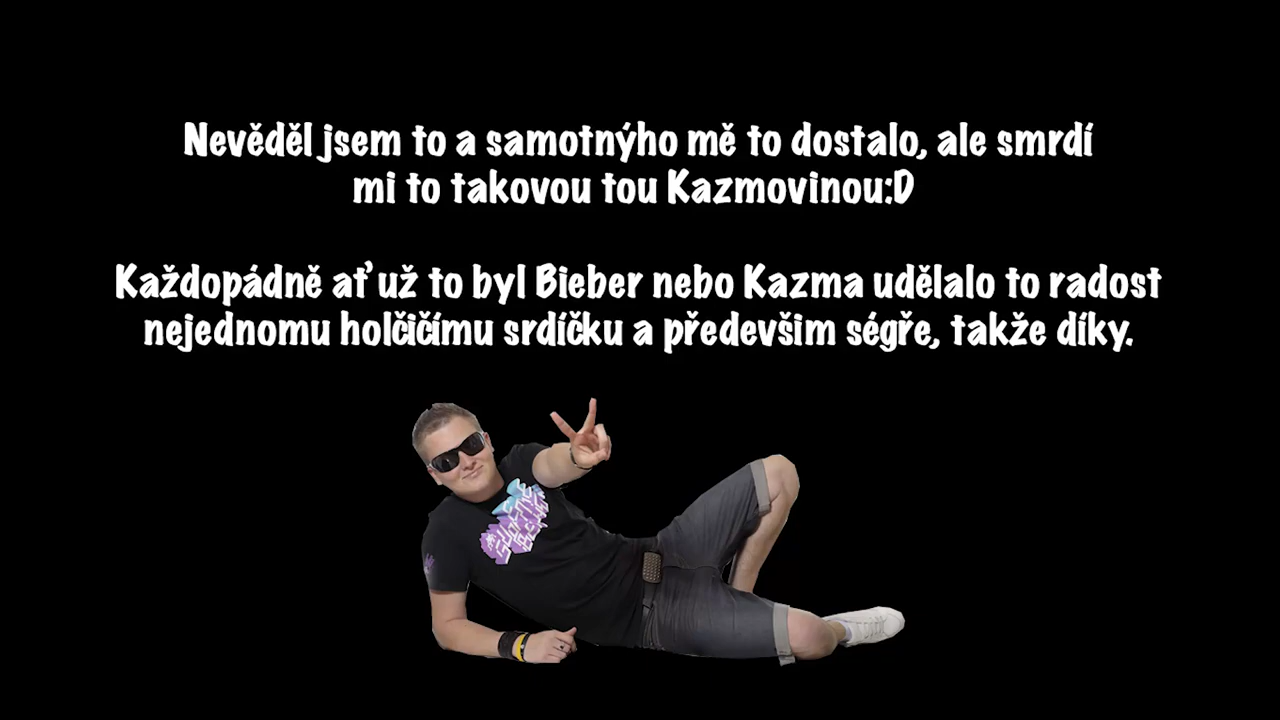 Nevěděl jsem to a samotnýho mě to dostalo, ale smrdí
mi to takovou tou Kazmovinou:D
Každopádně ať už to byl Bieber nebo Kazma udělalo to radost
nejednomu holčičímu srdíčku a především ségře, takže díky.